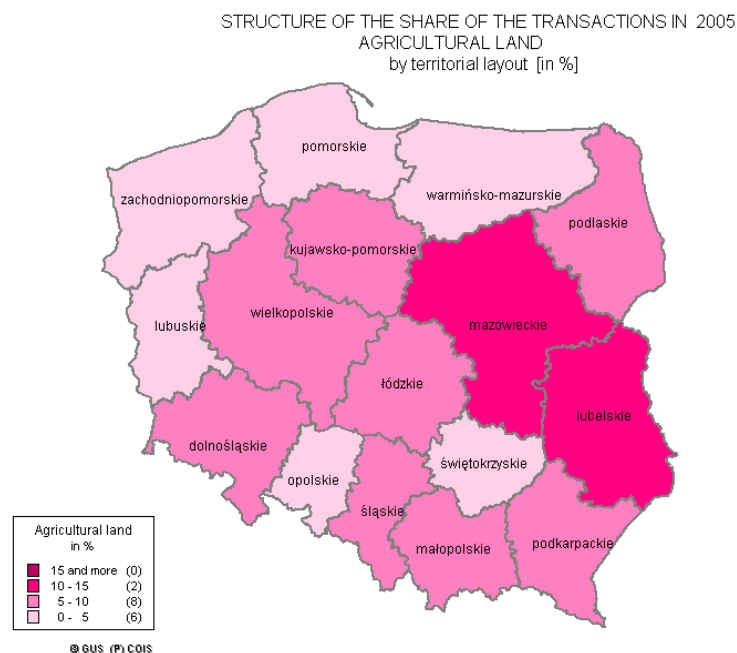 STRUCTURE OF THE SHARE OF THE TRANSACTIONS IN 2005
AGRICULTURAL LAND
by territorial layout [in %]
pomorskie
zachodniopomorskie
warmińsko-mazurskie
podlaskie
kujawsko-pomorskie
wielkopolskie
lubuskie
mazowieckie
łódzkie
lubelskie
dolnośląskie
świętokrzyskie
opolskie
śląskie
małopolskie
podkarpackie
Agricultural land
in %
15 and more (0)
10 - 15 (2)
5 - 10 (8)
0 - 5 (6)
@ GUS (P) COIS